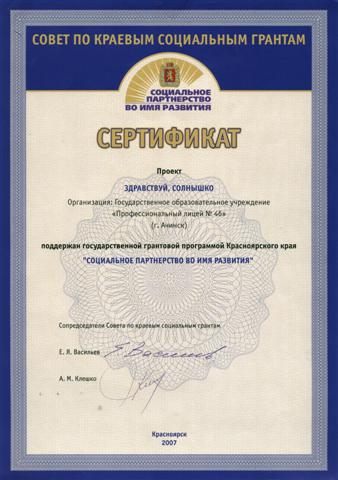 СОВЕТ ПО КРАЕВЫМ СОЦИАЛЬНЫМ ГРАНТАМ
СОЦИАЛЬНОЕ
ПАРТНЕРСТВО
ВО ИМЯ РАЗВИТИЯ
СЕРТИФИКАТ
Проект
ЗДРАВСТВУЙ, СОЛНЫШКО
Организация: Государственное образовательное учреждение
«Профессиональный лицей № 46»
(г. Ачинск)
поддержан государственной грантовой программой Красноярского края
"СОЦИАЛЬНОЕ ПАРТНЕРСТВО ВО ИМЯ РАЗВИТИЯ"
Сопредседатели Совета по краевым социальным грантам
Е. Я. Васильев
А. М. Клешко
Красноярск
2007